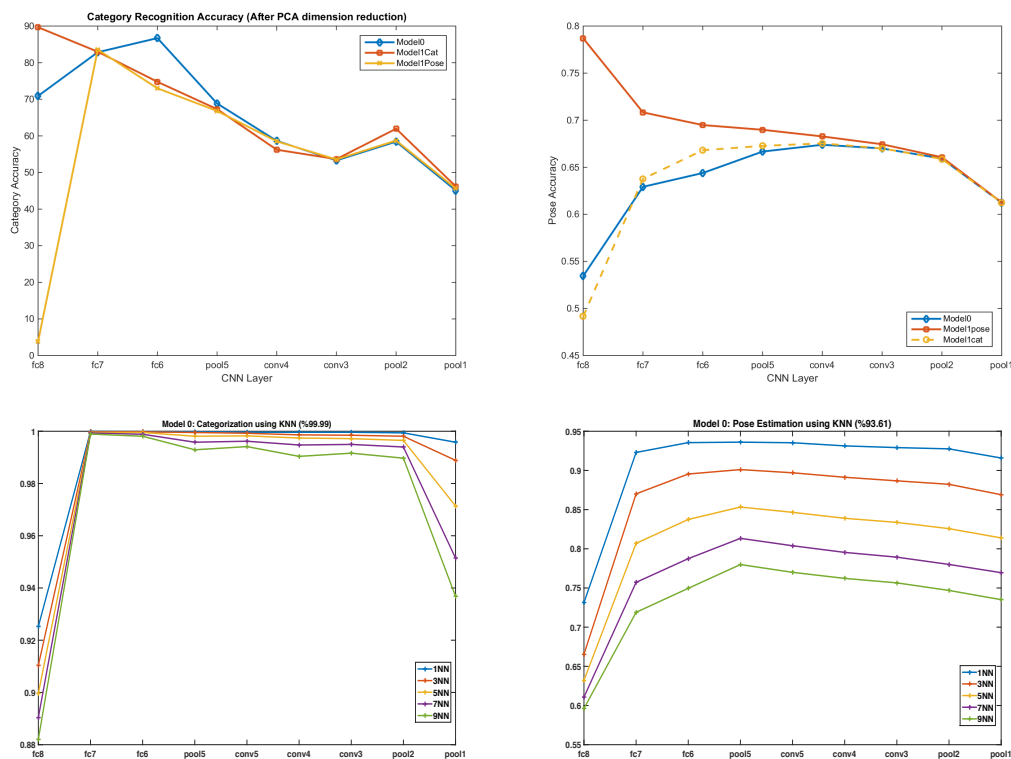 Category Recognition Accuracy (After PCA dimension reduction)
90
80
70
60
50
40
30
20
10
0
Category Accuracy
Model0
Model1Cat
Model1Pose
fc8 fc7 fc6 pool5 conv4 conv3 pool2 pool1
CNN Layer
0.8
0.75
0.7
0.65
0.6
0.55
0.5
0.45
Pose Accuracy
Model0
Model1pose
Model1cat
fc8 fc7 fc6 pool5 conv4 conv3 pool2 pool1
CNN Layer
Model 0: Categorization using KNN (%99.99)
1
0.98
0.96
0.94
0.92
0.9
0.88
1NN
3NN
5NN
7NN
9NN
fc8 fc7 fc6 pool5 conv5 conv4 conv3 pool2 pool1
Model 0: Pose Estimation using KNN (%93.61)
0.95
0.9
0.85
0.8
0.75
0.7
0.65
0.6
0.55
1NN
3NN
5NN
7NN
9NN
fc8 fc7 fc6 pool5 conv5 conv4 conv3 pool2 pool1